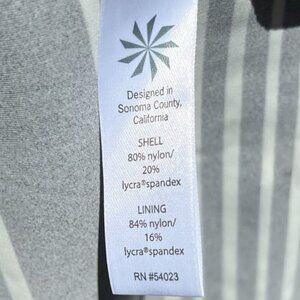 Designed in
Sonoma County,
California
SHELL
80% nylon/
20%
lycra®spandex
LINING
84% nylon/
16%
lycra®spandex
RN #54023